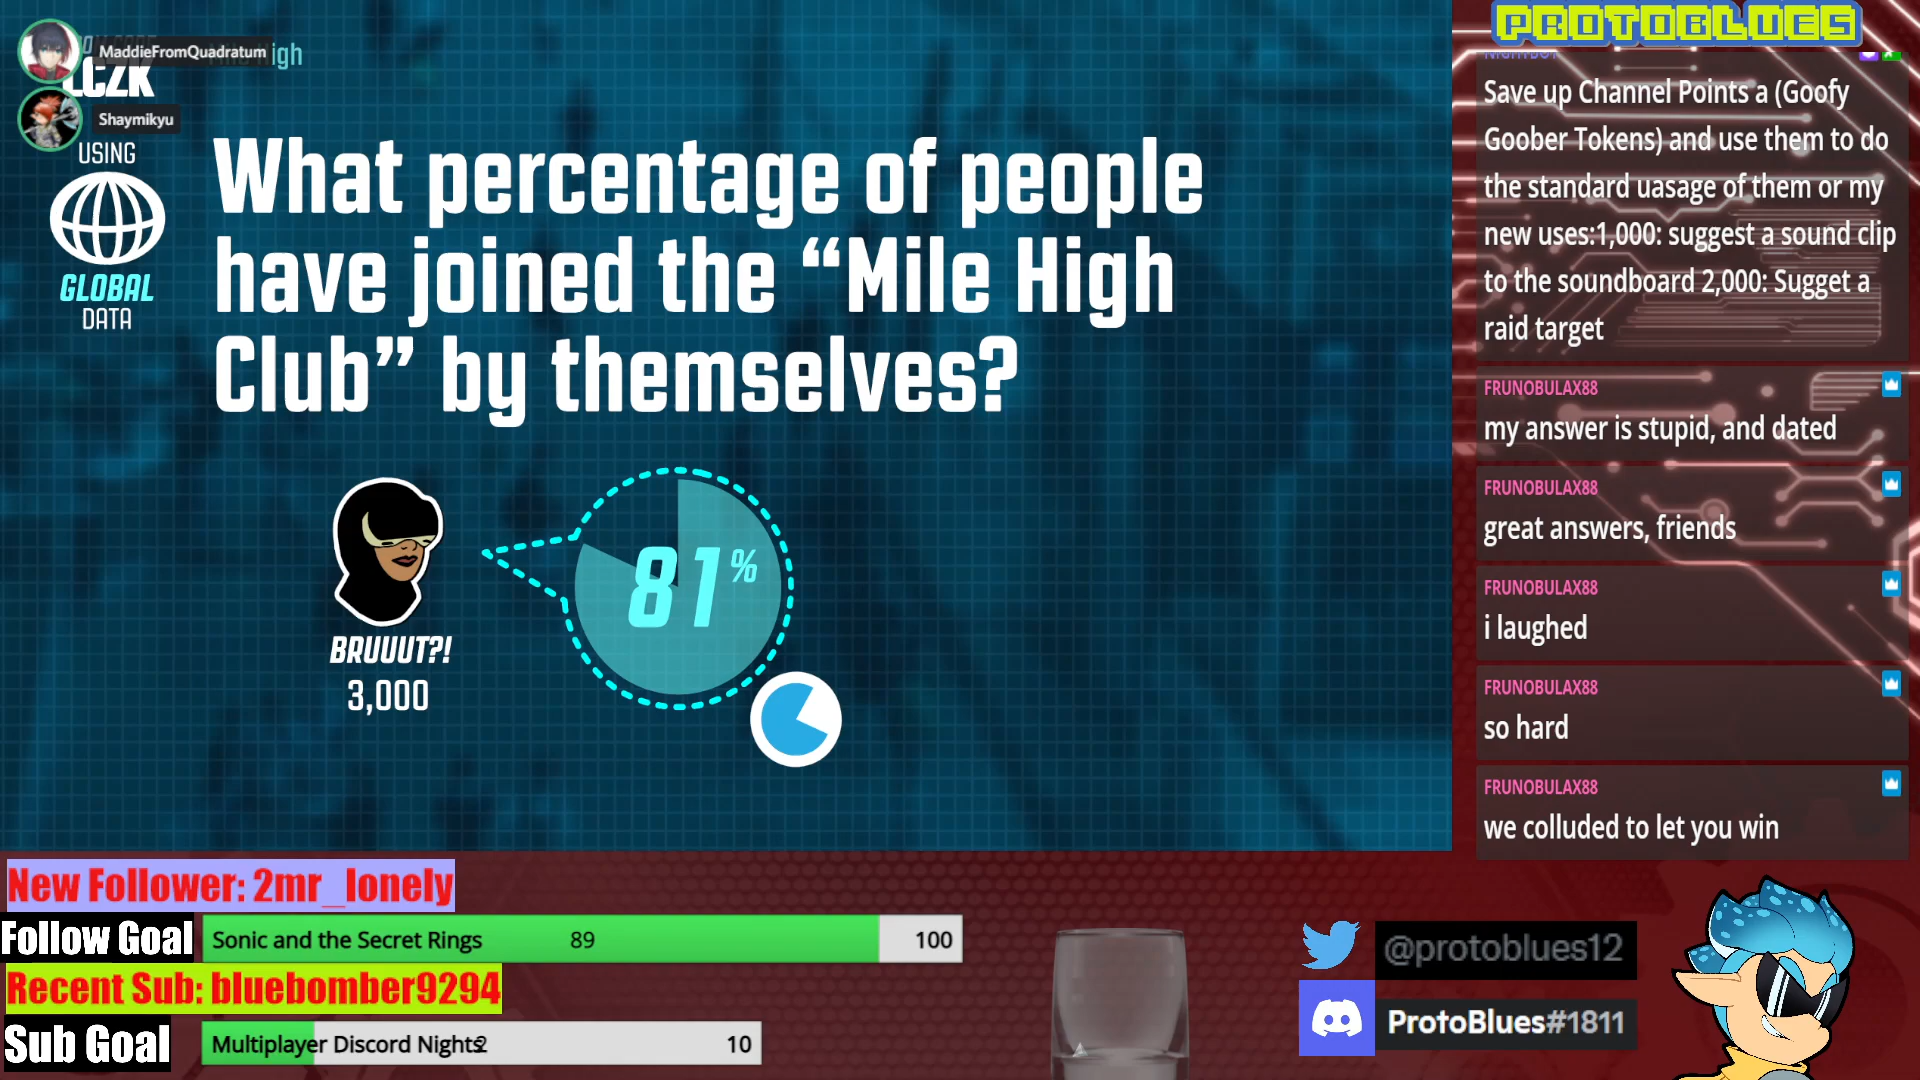 MaddieFromQuadratum
igh
LCZK
Shaymikyu
USING
GLOBAL
DATA
What percentage of people
have joined the “Mile High
Club” by themselves?
81%
BRUUUT?!
3,000
PROTOBLUES
NIGHTBOT
Save up Channel Points a (Goofy
Goober Tokens) and use them to do
the standard uasage of them or my
new uses:1,000: suggest a sound clip
to the soundboard 2,000: Sugget a
raid target
FRUNOBULAX88
my answer is stupid, and dated
FRUNOBULAX88
great answers, friends
FRUNOBULAX88
i laughed
FRUNOBULAX88
so hard
FRUNOBULAX88
we colluded to let you win
New Follower: 2mr_lonely
Follow Goal
Sonic and the Secret Rings 89 100
Recent Sub: bluebomber9294
Sub Goal
Multiplayer Discord Nights 2 10
@protoblues12
ProtoBlues#1811